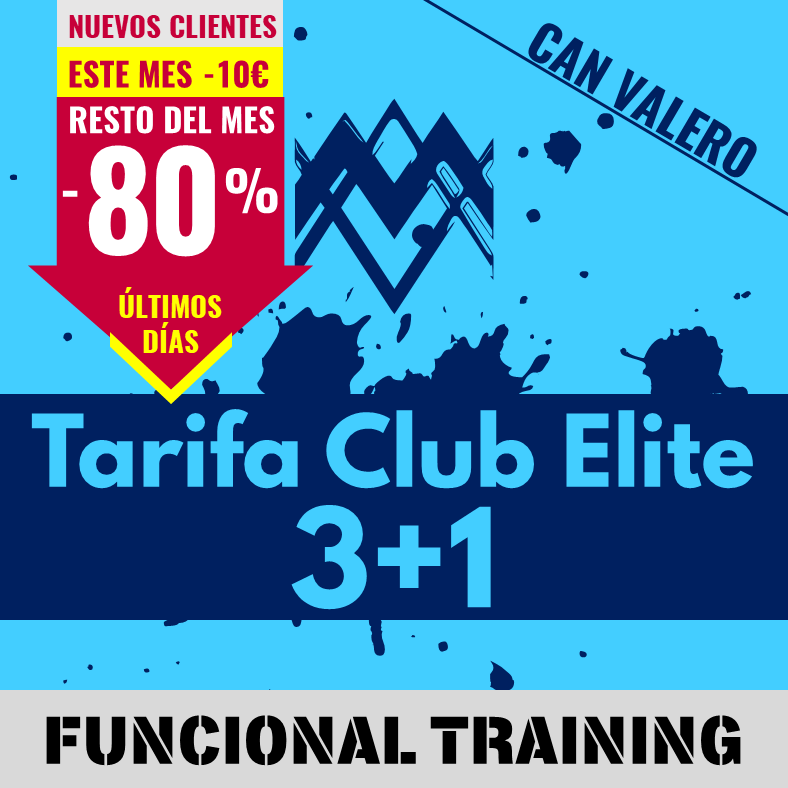 NUEVOS CLIENTES
ESTE MES -10€
RESTO DEL MES
-80%
ÚLTIMOS
DÍAS
CAN VALERO
Tarifa Club Elite
3+1
FUNCIONAL TRAINING